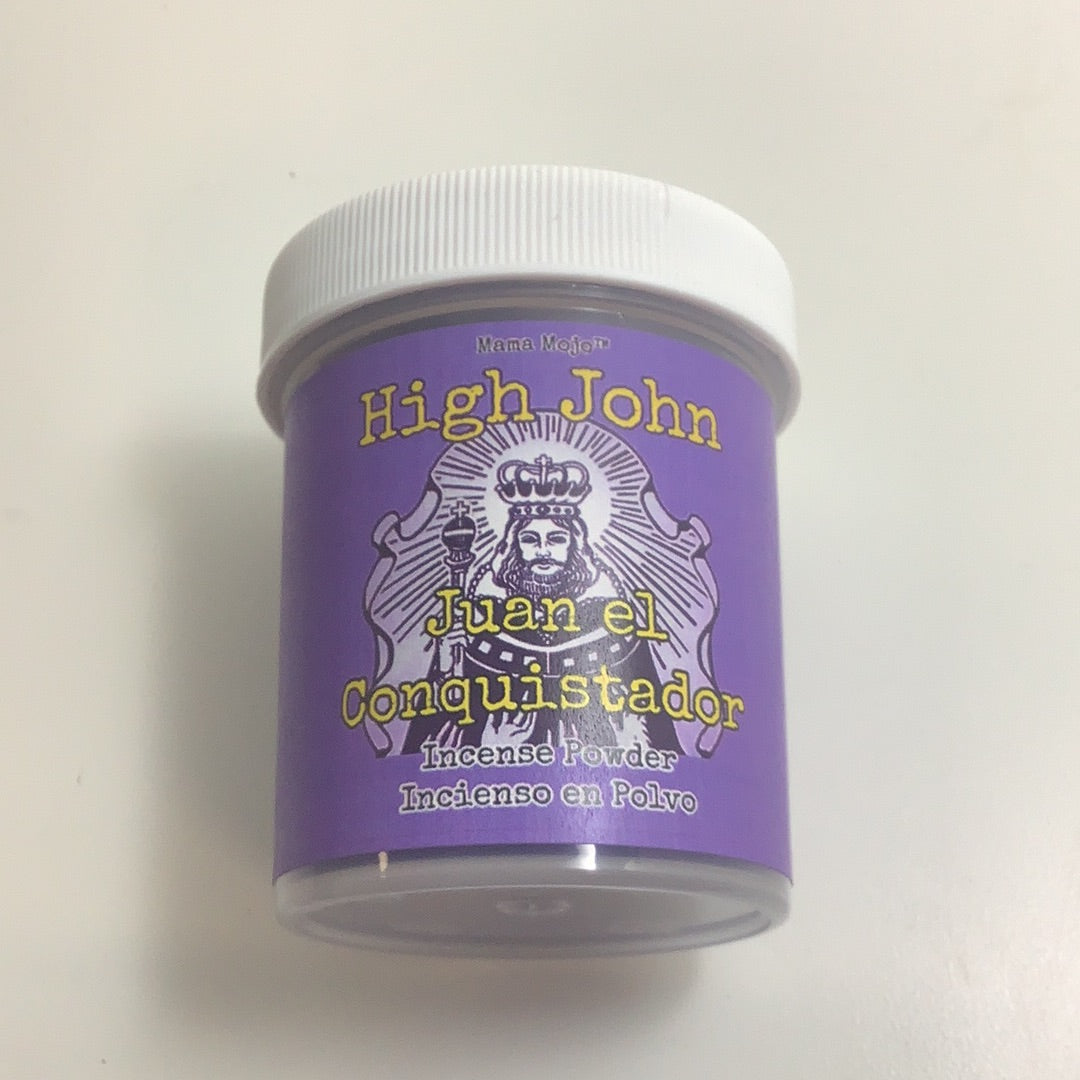 Mama Mojo™
High John
Juan el
Conquistador
Incense Powder
Incienso en Polvo